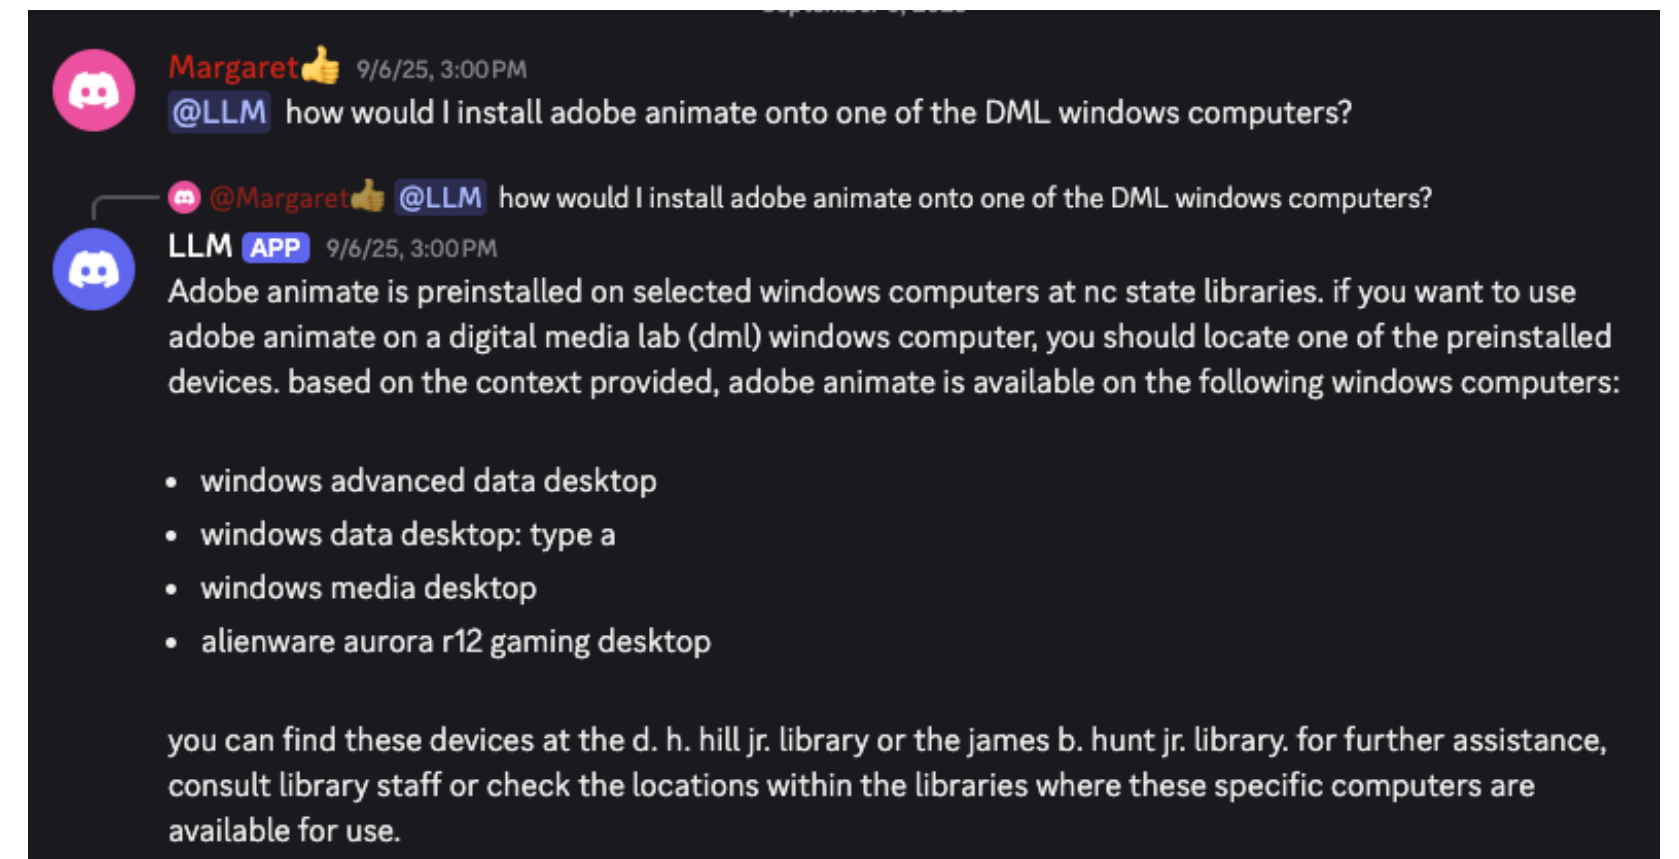 Margaret👍 9/6/25, 3:00 PM
@LLM how would I install adobe animate onto one of the DML windows computers?
@Margaret👍 @LLM how would I install adobe animate onto one of the DML windows computers?
LLM APP 9/6/25, 3:00 PM
Adobe animate is preinstalled on selected windows computers at nc state libraries. if you want to use
adobe animate on a digital media lab (dml) windows computer, you should locate one of the preinstalled
devices. based on the context provided, adobe animate is available on the following windows computers:
• windows advanced data desktop
• windows data desktop: type a
• windows media desktop
• alienware aurora r12 gaming desktop
you can find these devices at the d. h. hill jr. library or the james b. hunt jr. library. for further assistance,
consult library staff or check the locations within the libraries where these specific computers are
available for use.